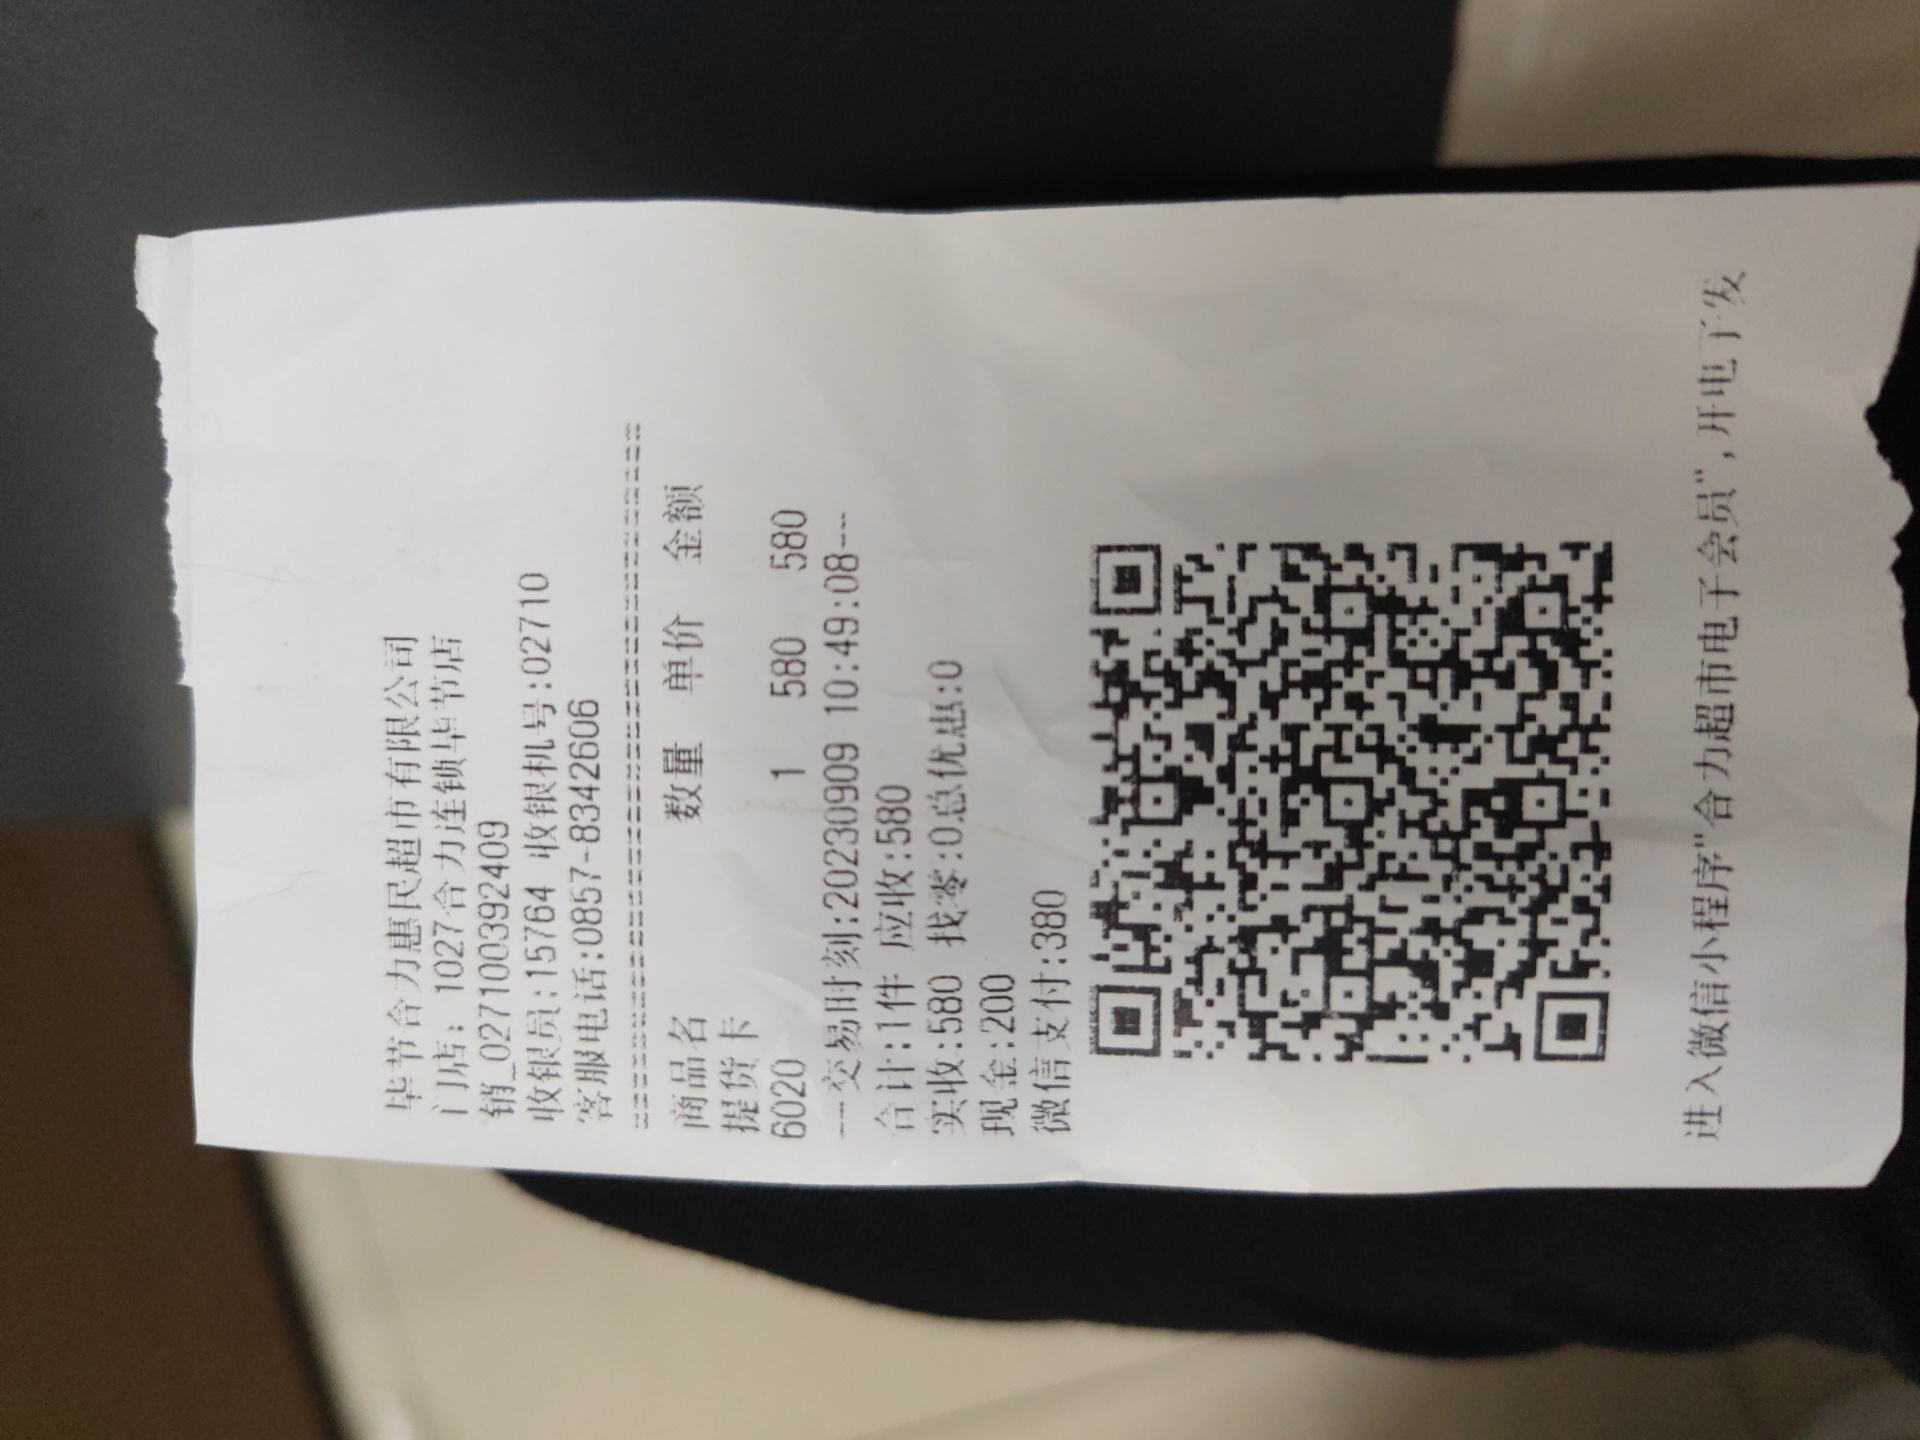 毕节合力惠民超市有限公司
门店: 1027合力连锁毕节店
销_027100392409
收银员:15764 收银机号:02710
客服电话:0857-8342606
商品名 数量 单价 金额
提货卡
6020 1 580 580
---交易时刻:20230909 10:49:08---
合计:1件 应收:580
实收:580 找零:0总优惠:0
现金:200
微信支付:380
进入微信小程序"合力超市电子会员",开电子发